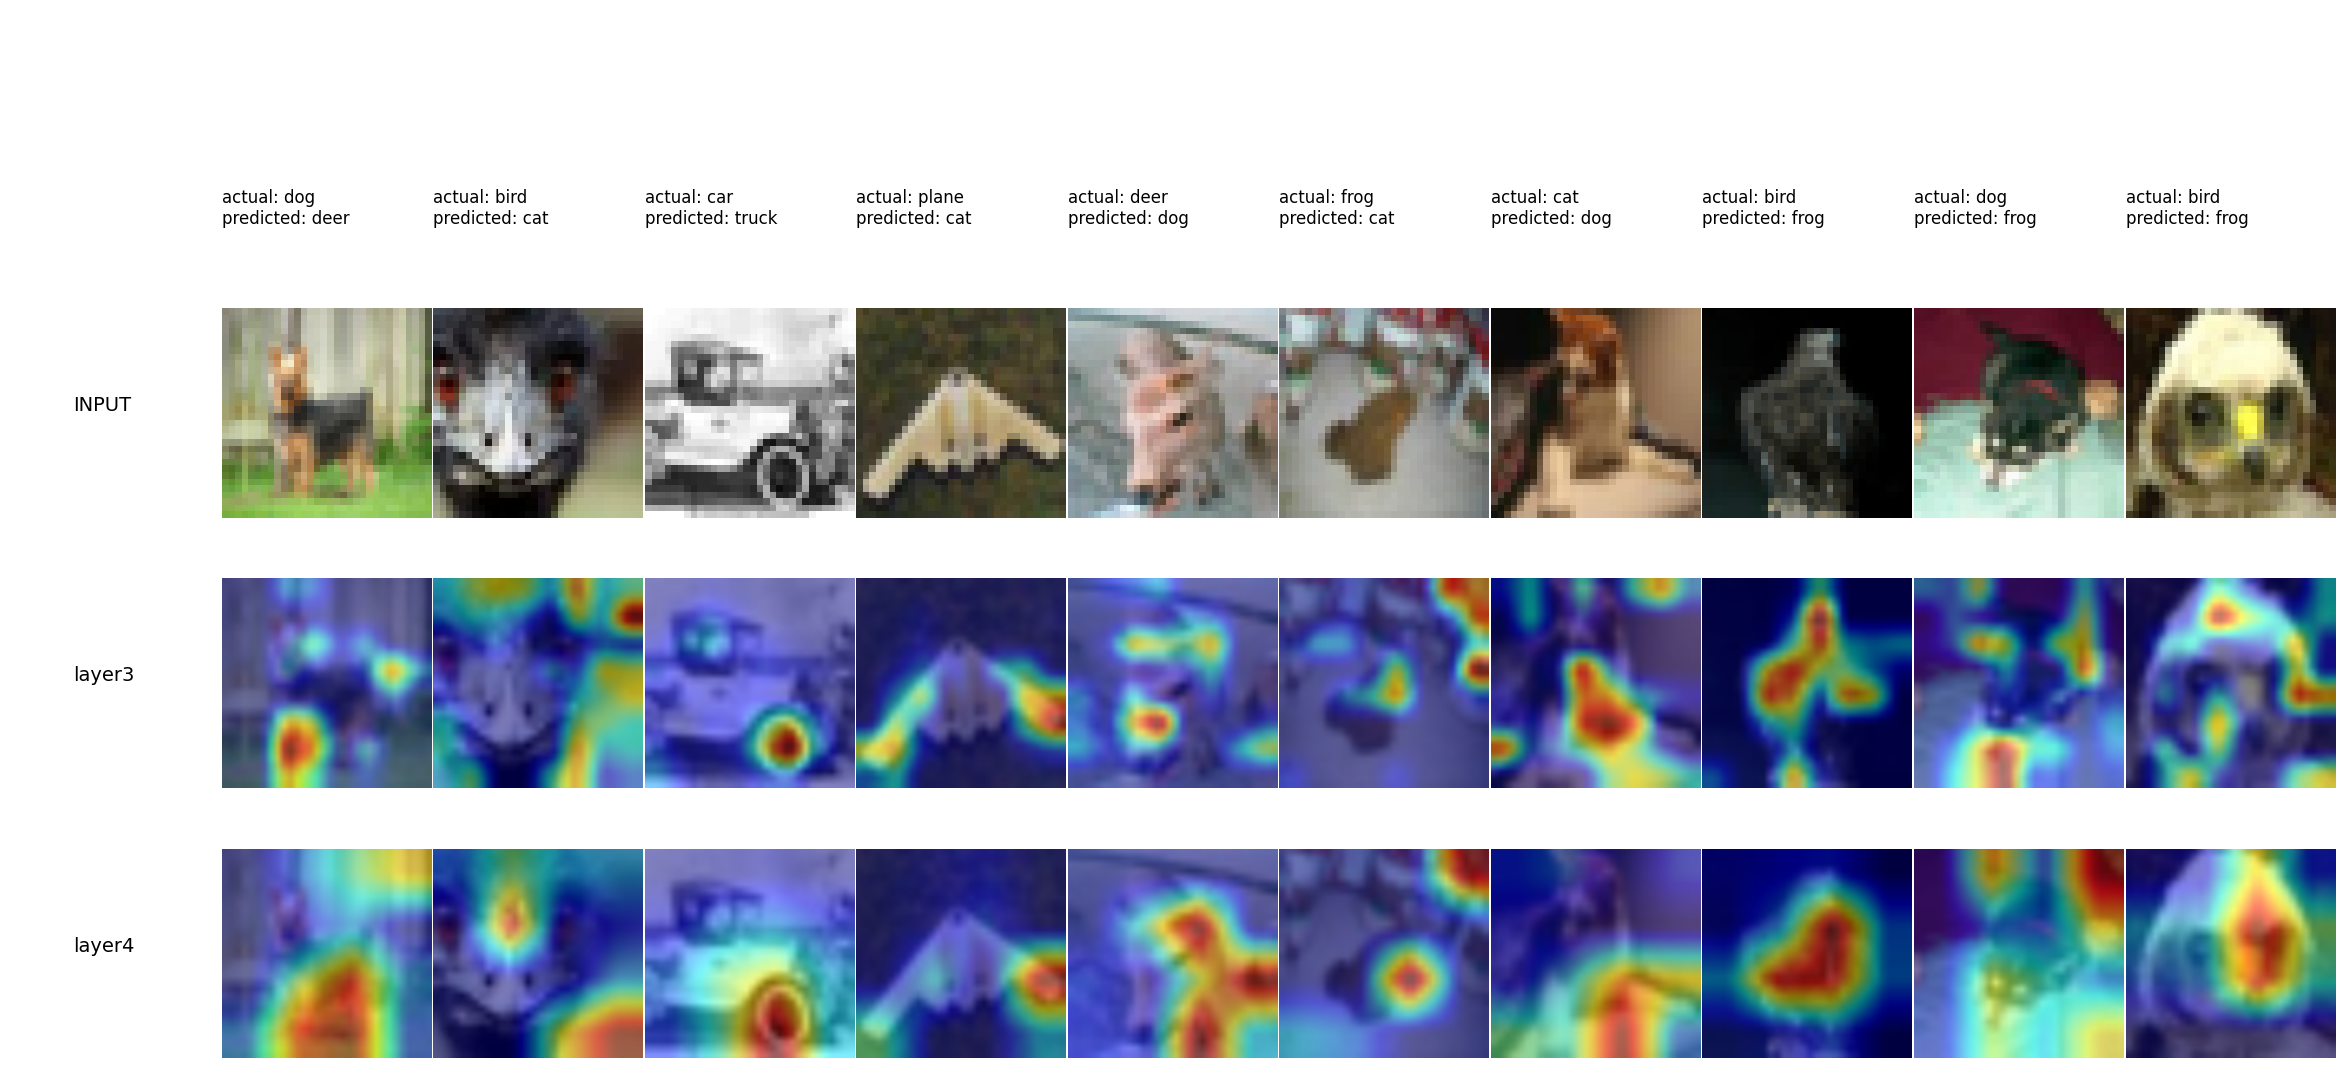 actual: dog
predicted: deer
actual: bird
predicted: cat
actual: car
predicted: truck
actual: plane
predicted: cat
actual: deer
predicted: dog
actual: frog
predicted: cat
actual: cat
predicted: dog
actual: bird
predicted: frog
actual: dog
predicted: frog
actual: bird
predicted: frog
INPUT
layer3
layer4